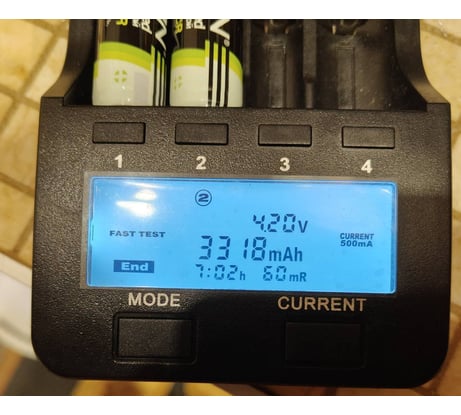 1 2 3 4
②
4.20v
FAST TEST
CURRENT
500mA
3318mAh
End
7:02h 60mR
MODE CURRENT